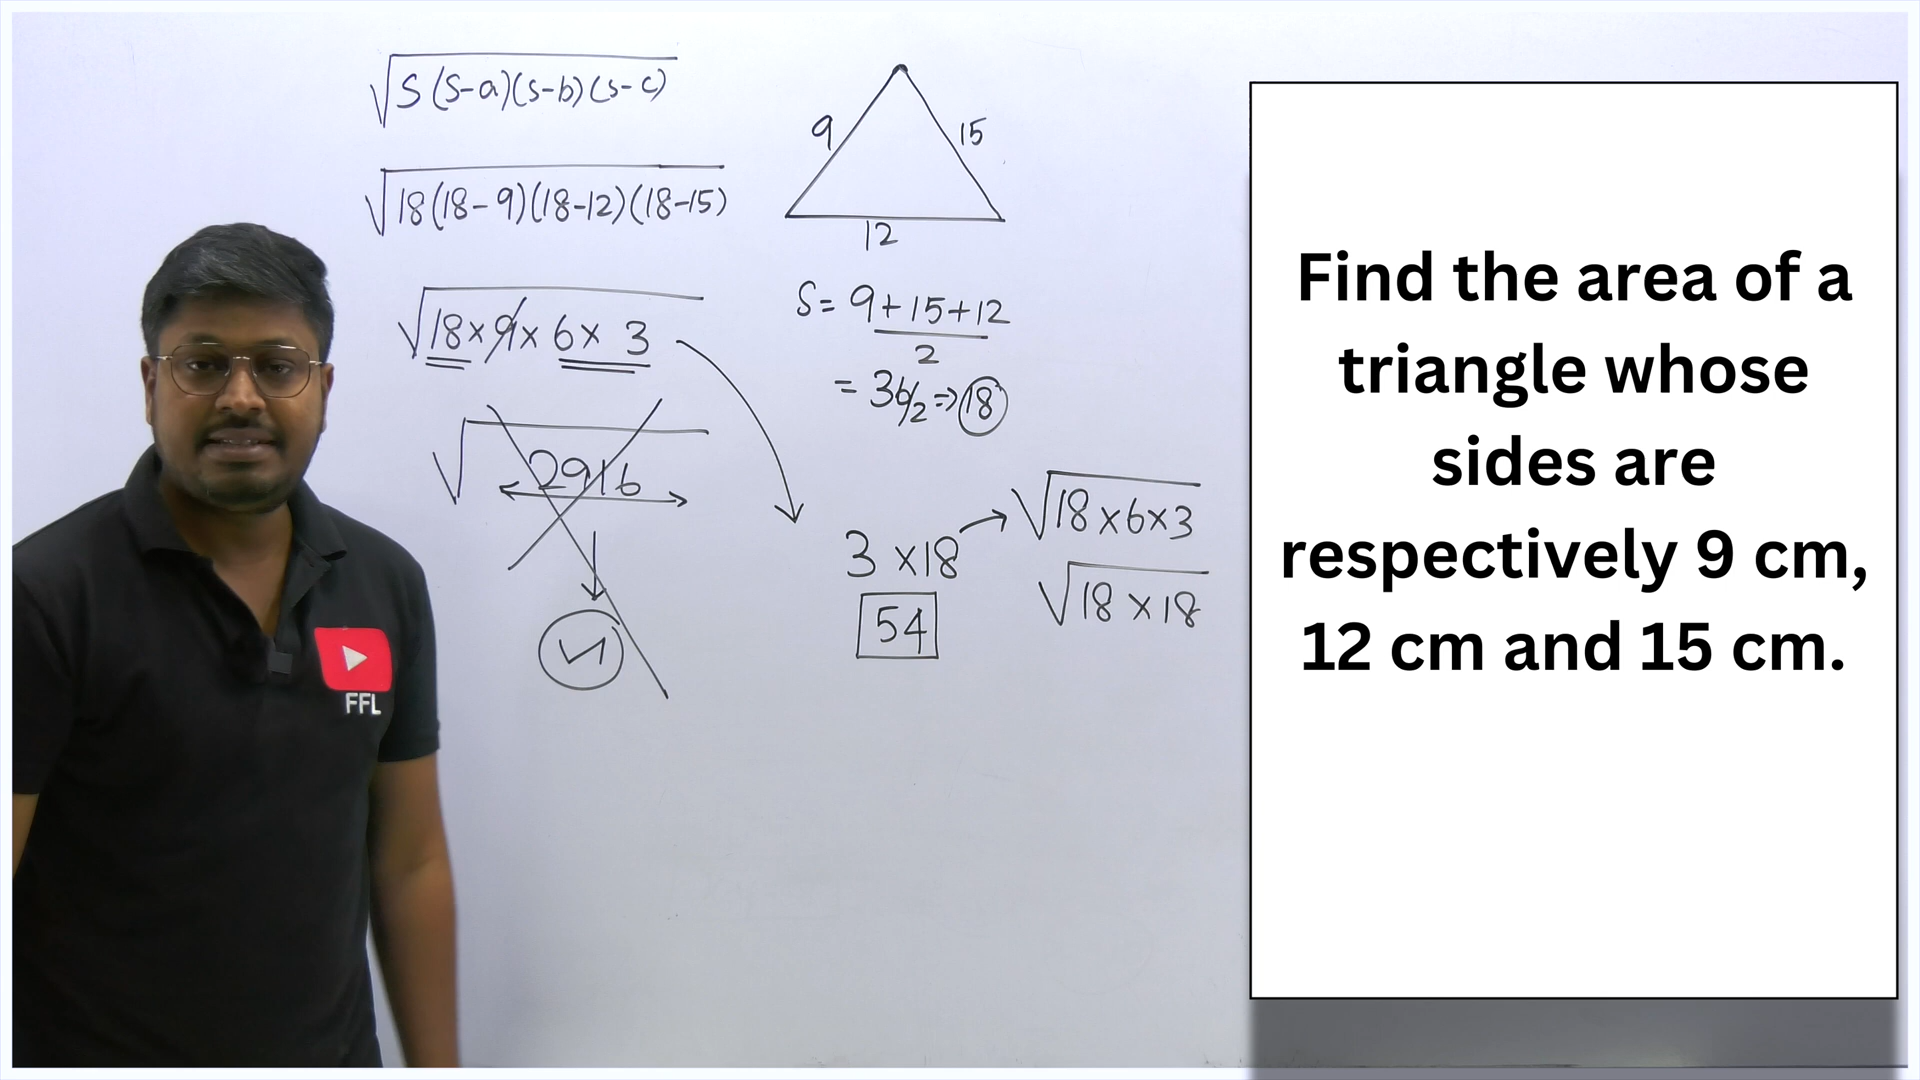 √S(S-a)(s-b)(s-c)
√18(18-9)(18-12)(18-15)
√18×9×6×3
√2916
9
15
12
S= 9+15+12
2
= 36/2 ⇒ 18
3 ×18
54
√18×6×3
√18×18
FFL
Find the area of a
triangle whose
sides are
respectively 9 cm,
12 cm and 15 cm.